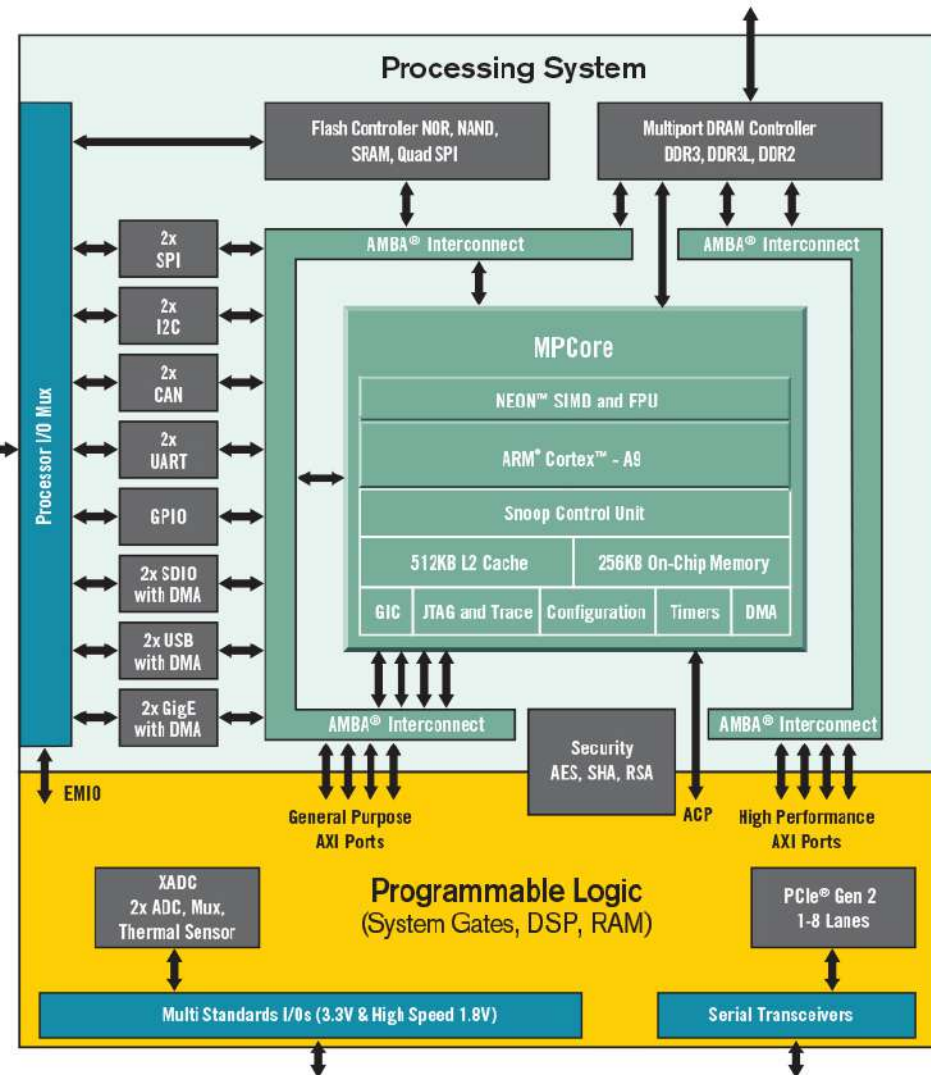 Processing System
Flash Controller NOR, NAND,
SRAM, Quad SPI
Multiport DRAM Controller
DDR3, DDR3L, DDR2
AMBA® Interconnect
AMBA® Interconnect
Processor I/O Mux
2x
SPI
2x
I2C
2x
CAN
2x
UART
GPIO
2x SDIO
with DMA
2x USB
with DMA
2x GigE
with DMA
MPCore
NEON™ SIMD and FPU
ARM® Cortex™ - A9
Snoop Control Unit
512KB L2 Cache
256KB On-Chip Memory
GIC
JTAG and Trace
Configuration
Timers
DMA
AMBA® Interconnect
AMBA® Interconnect
Security
AES, SHA, RSA
EMIO
General Purpose
AXI Ports
ACP
High Performance
AXI Ports
XADC
2x ADC, Mux,
Thermal Sensor
Programmable Logic
(System Gates, DSP, RAM)
PCIe® Gen 2
1-8 Lanes
Multi Standards I/Os (3.3V & High Speed 1.8V)
Serial Transceivers